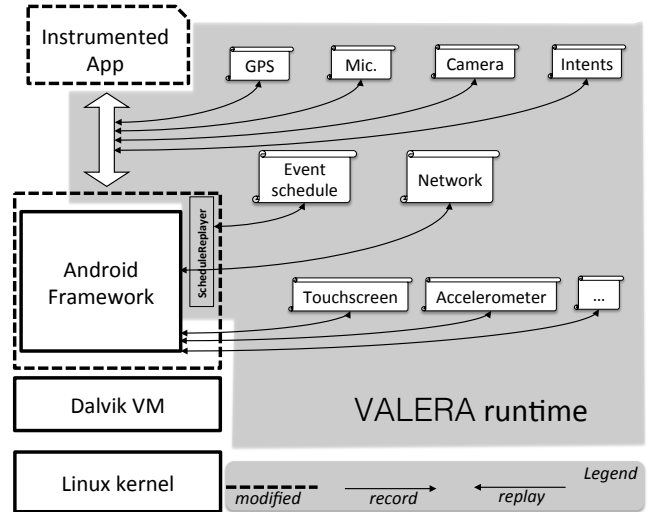 Instrumented
App
GPS
Mic.
Camera
Intents
Event
schedule
Network
ScheduleReplayer
Android
Framework
Touchscreen
Accelerometer
...
Dalvik VM
VALERA runtime
Linux kernel
Legend
modified
record
replay